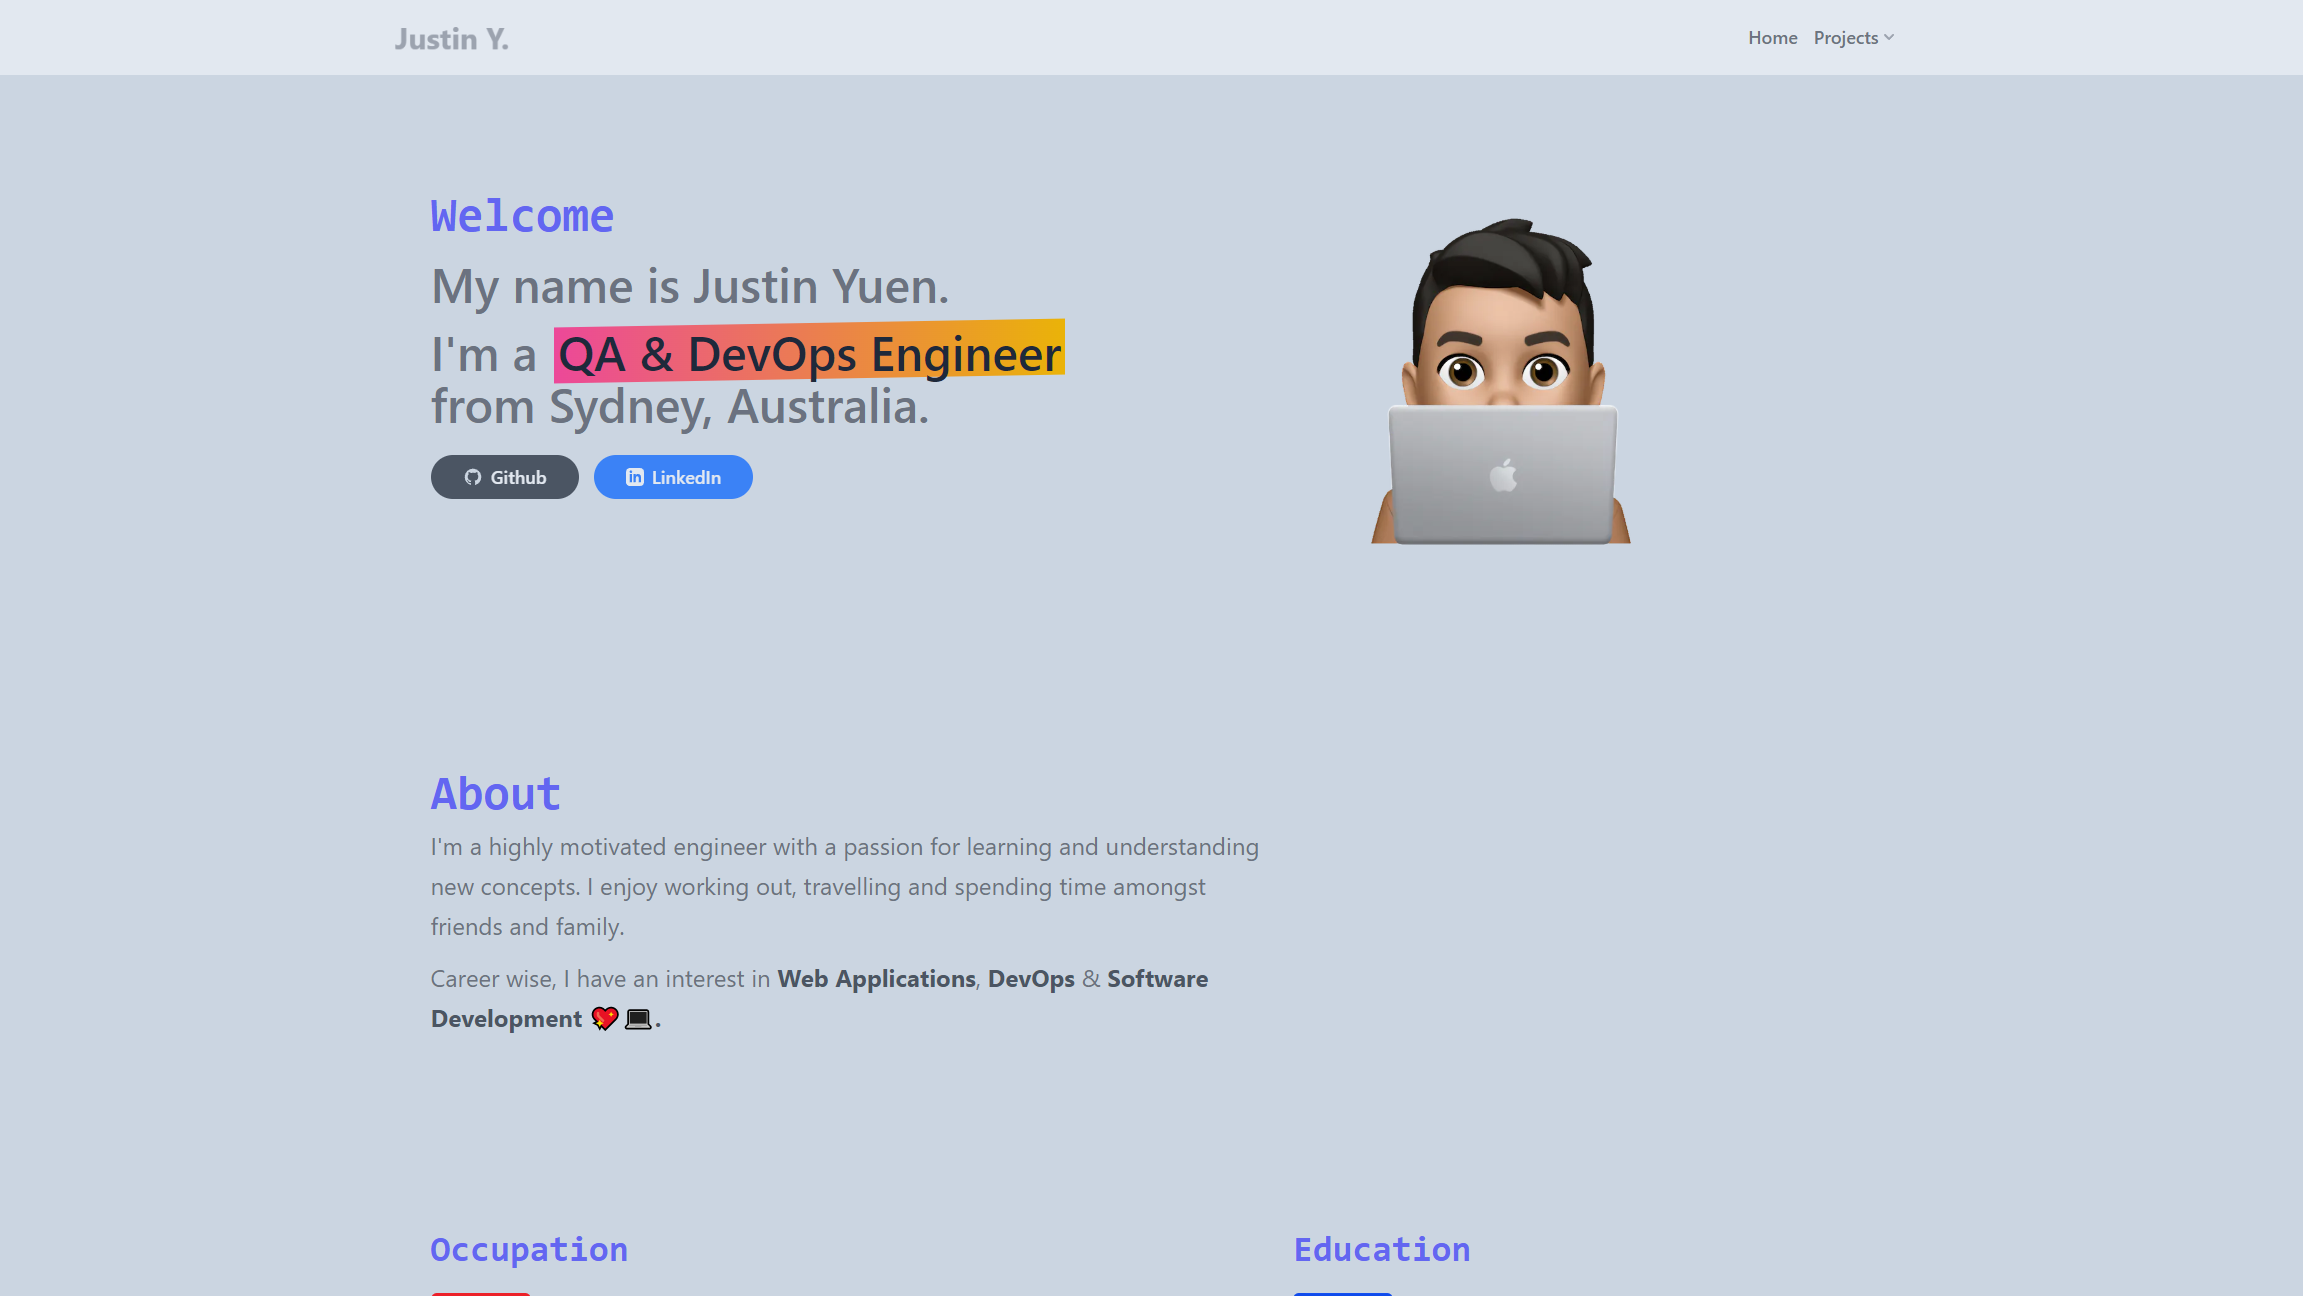 Justin Y.
Home
Projects
Welcome
My name is Justin Yuen.
I'm a QA & DevOps Engineer
from Sydney, Australia.
Github
LinkedIn
About
I'm a highly motivated engineer with a passion for learning and understanding
new concepts. I enjoy working out, travelling and spending time amongst
friends and family.
Career wise, I have an interest in Web Applications, DevOps & Software
Development 💖💻.
Occupation
Education